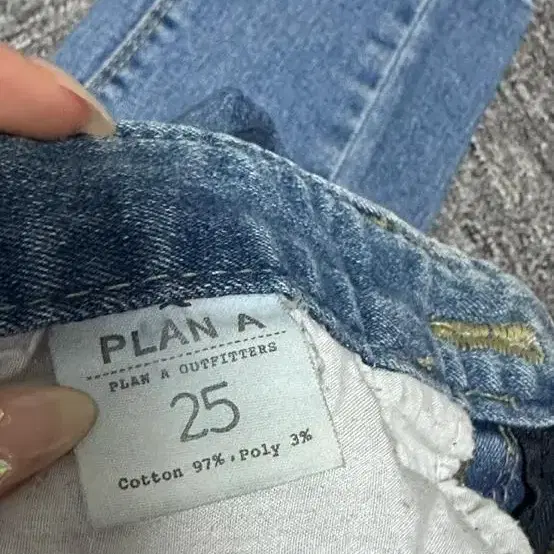 PLAN A
PLAN A OUTFITTERS
25
Cotton 97%, Poly 3%